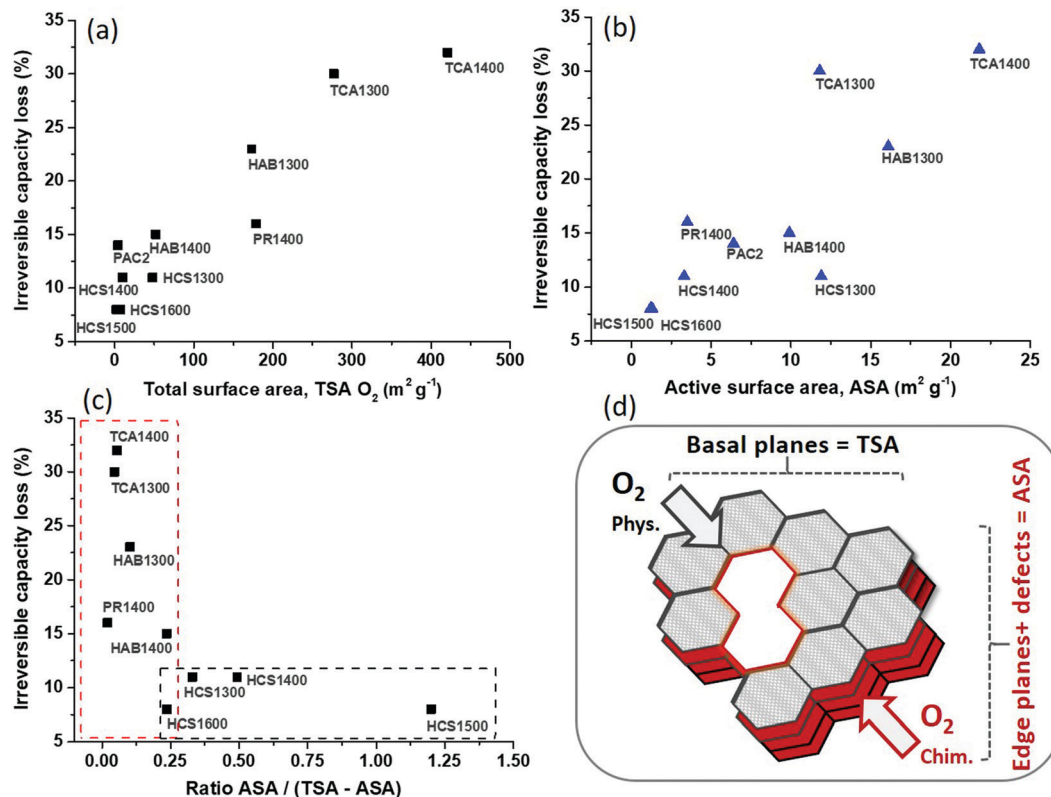 (a)
Irreversible capacity loss (%)
35
30
25
20
15
10
5
TCA1400
TCA1300
HAB1300
PR1400
HAB1400
PAC2
HCS1300
HCS1400
HCS1600
HCS1500
0 100 200 300 400 500
Total surface area, TSA O₂ (m² g⁻¹)
(b)
Irreversible capacity loss (%)
35
30
25
20
15
10
5
TCA1400
TCA1300
HAB1300
PR1400
HAB1400
PAC2
HCS1400
HCS1300
HCS1500
HCS1600
0 5 10 15 20 25
Active surface area, ASA (m² g⁻¹)
(c)
Irreversible capacity loss (%)
35
30
25
20
15
10
5
TCA1400
TCA1300
HAB1300
PR1400
HAB1400
HCS1300
HCS1400
HCS1600
HCS1500
0.00 0.25 0.50 0.75 1.00 1.25 1.50
Ratio ASA / (TSA - ASA)
(d)
Basal planes = TSA
O₂
Phys.
Edge planes+ defects = ASA
O₂
Chim.